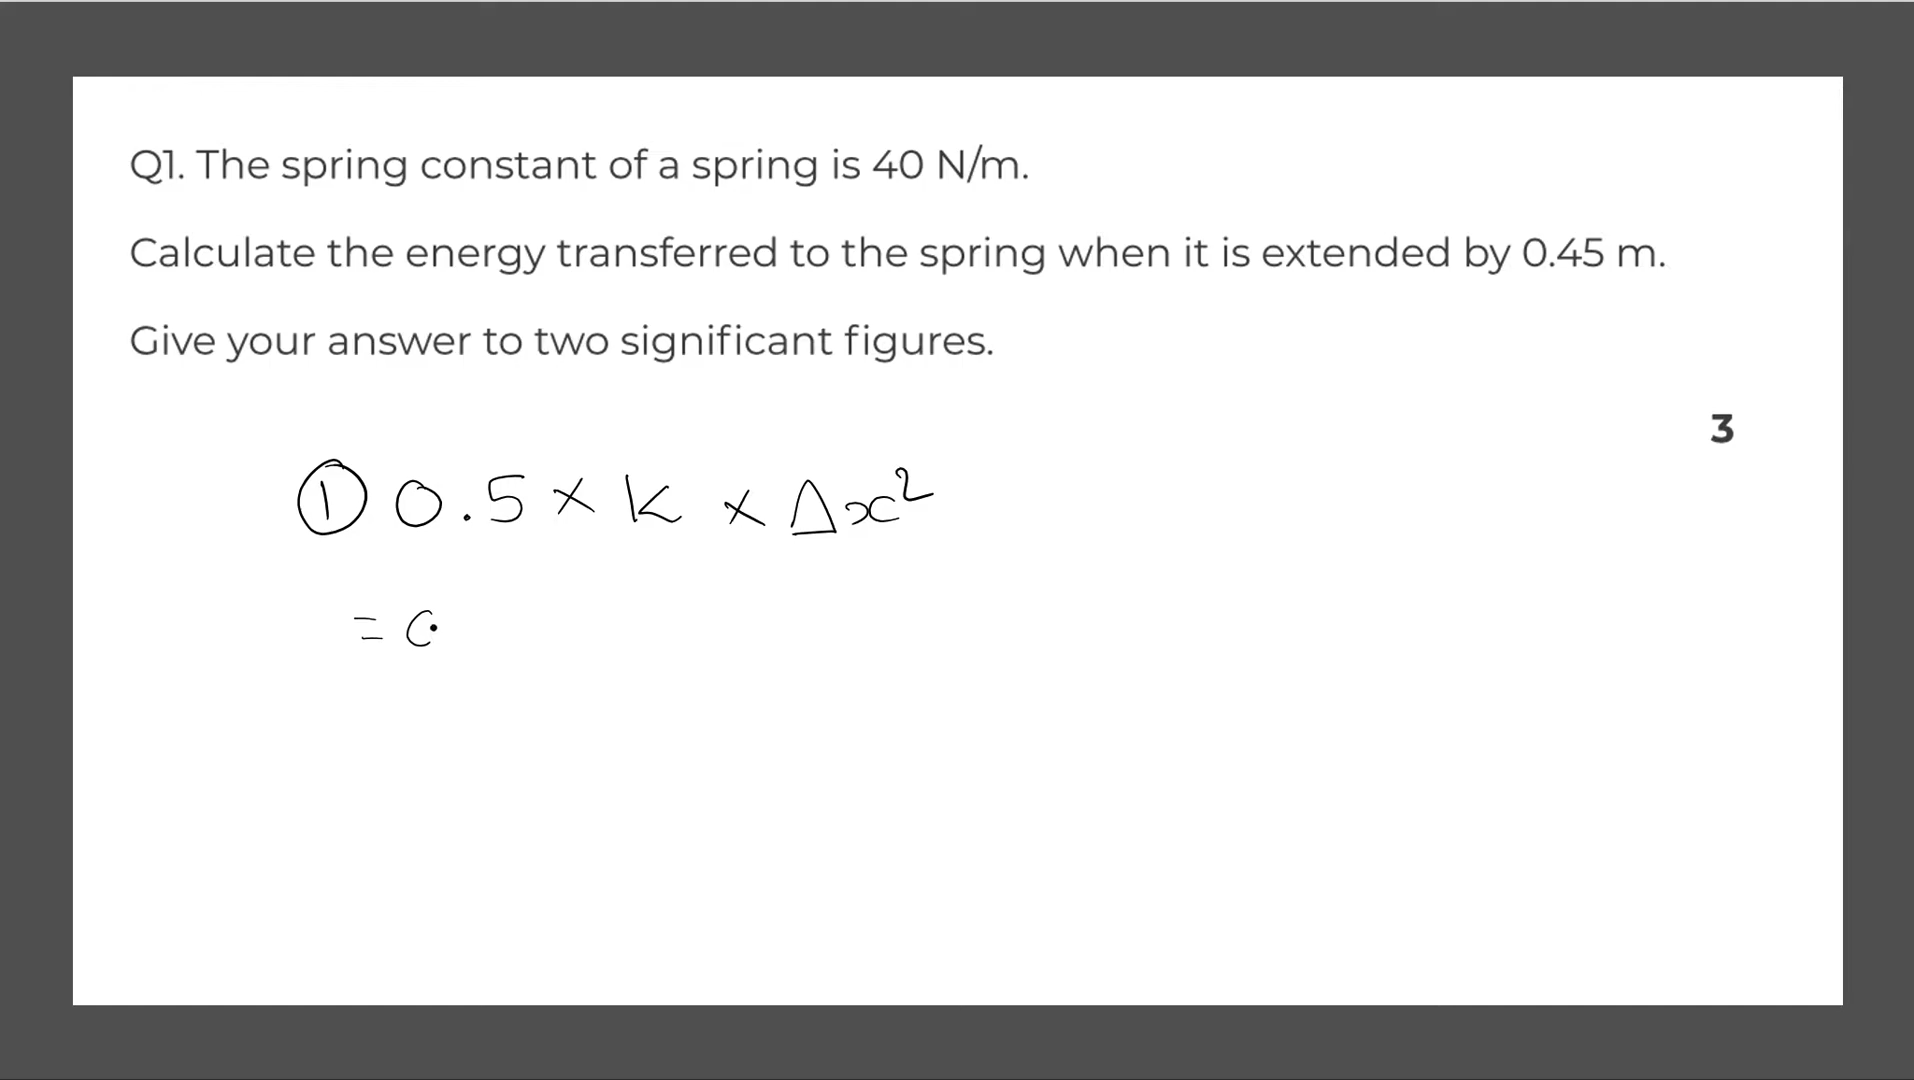 Q1. The spring constant of a spring is 40 N/m.
Calculate the energy transferred to the spring when it is extended by 0.45 m.
Give your answer to two significant figures.
3
① 0.5 × k × Δx²
=